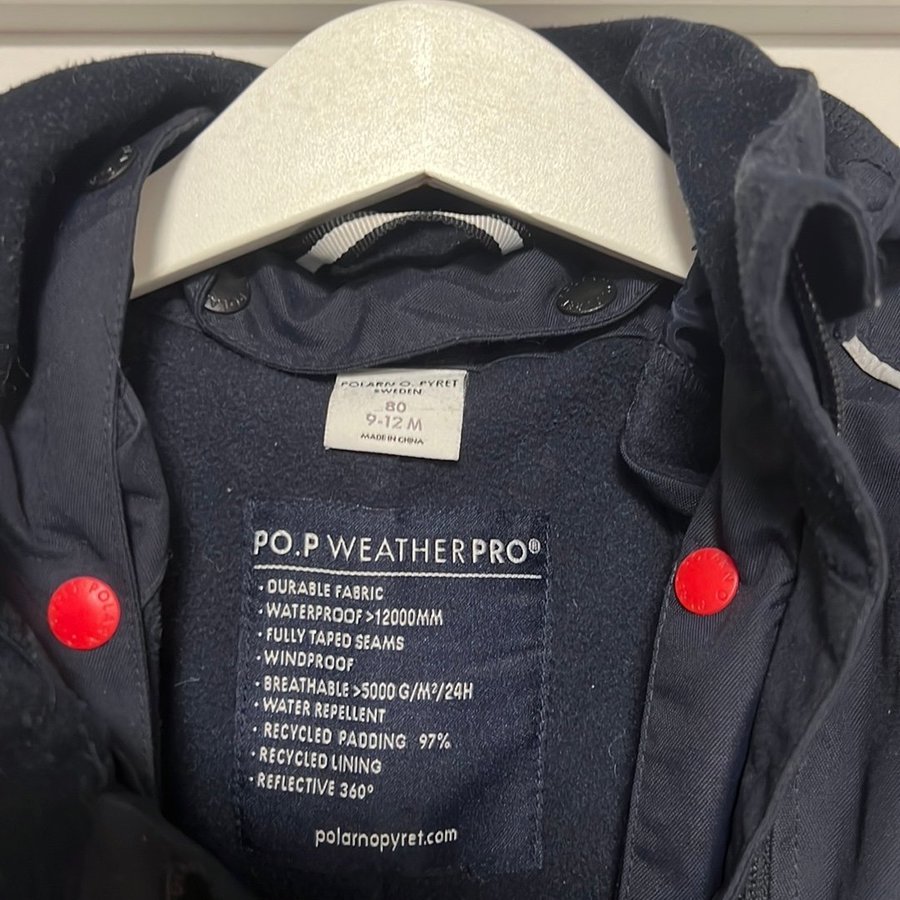 POLARN O. PYRET
SWEDEN
80
9-12 M
MADE IN CHINA
PO.P WEATHERPRO®
· DURABLE FABRIC
· WATERPROOF >12000MM
· FULLY TAPED SEAMS
· WINDPROOF
· BREATHABLE >5000 G/M²/24H
· WATER REPELLENT
· RECYCLED PADDING 97%
· RECYCLED LINING
· REFLECTIVE 360°
polarnopyret.com